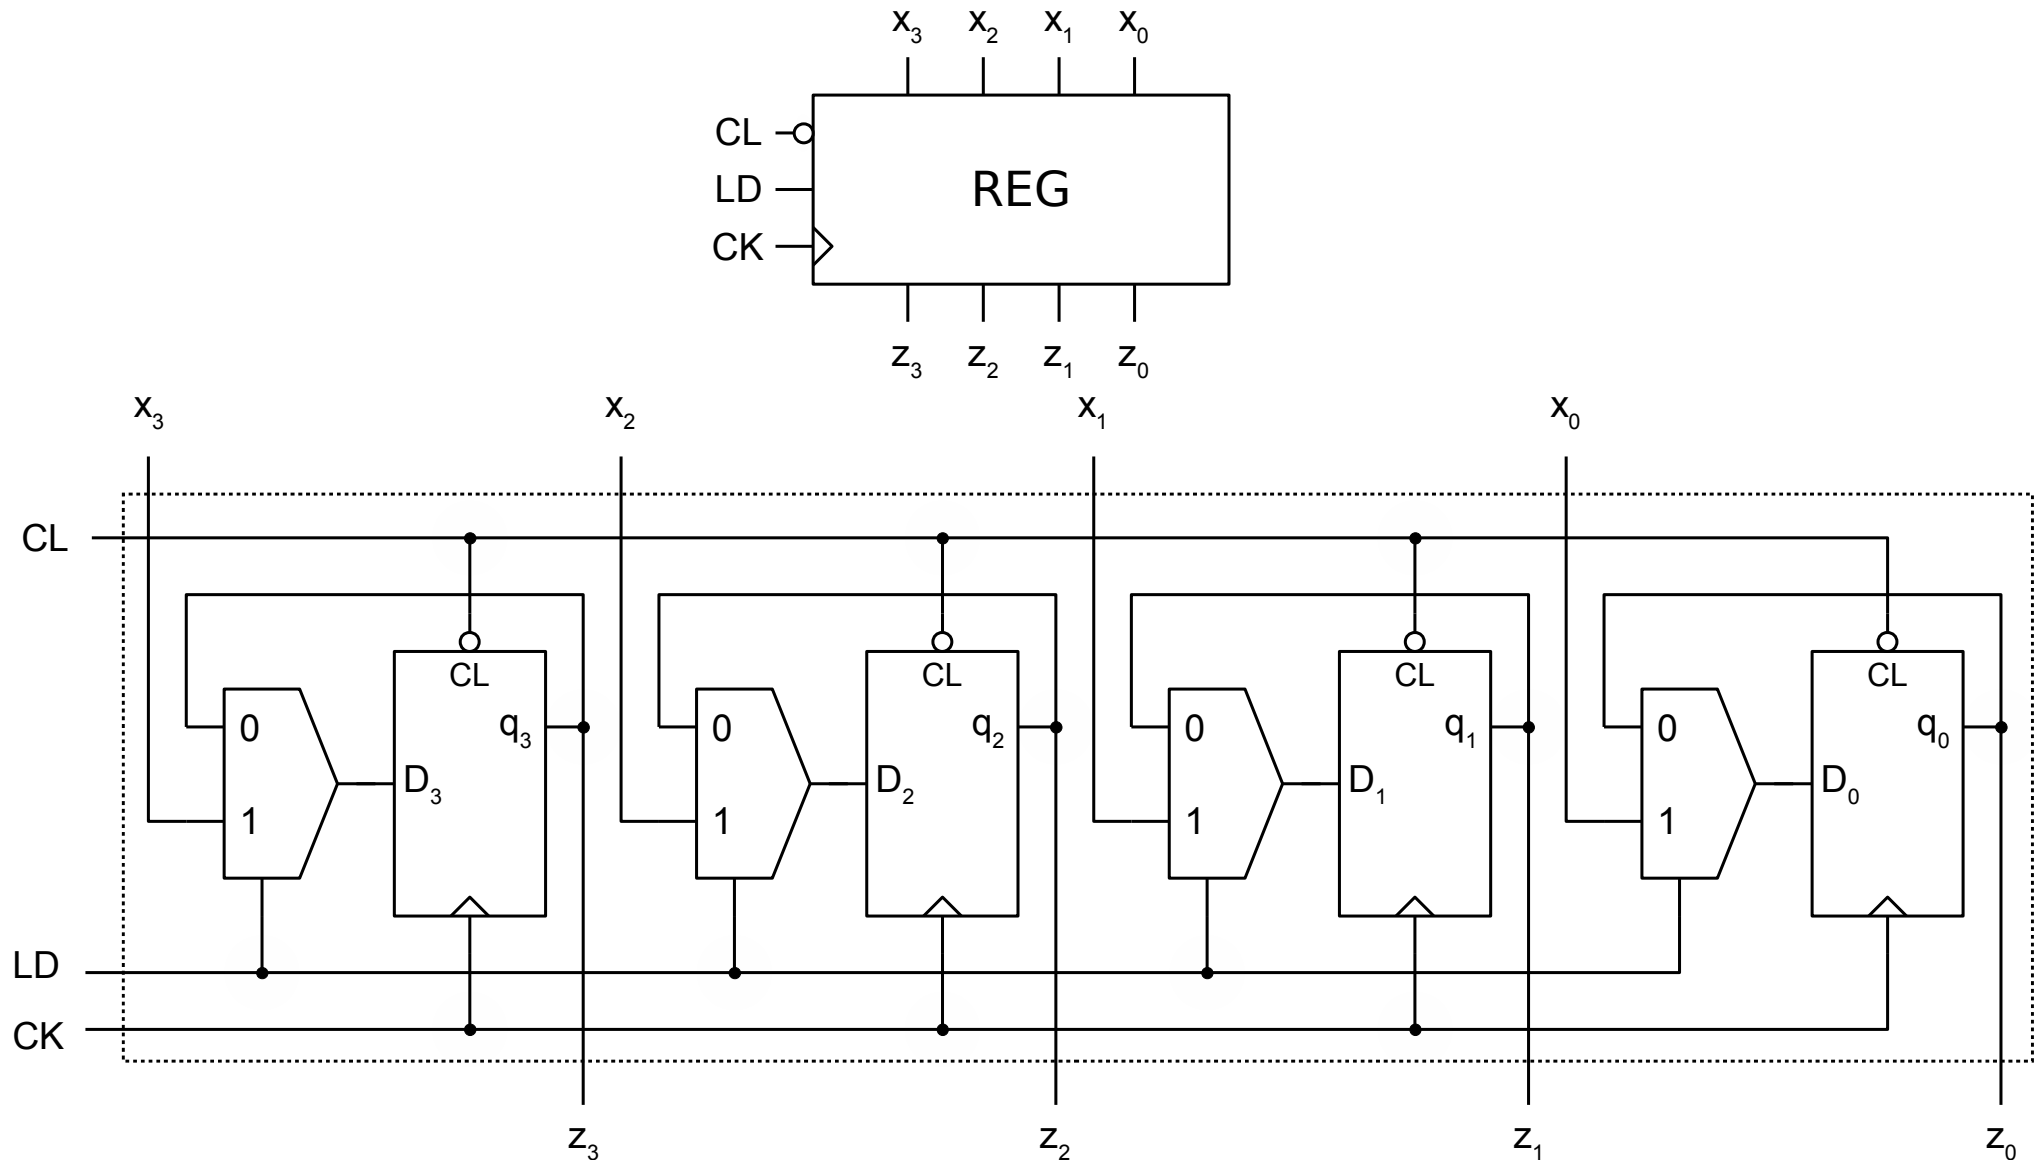 x₃ x₂ x₁ x₀
CL
LD REG
CK
z₃ z₂ z₁ z₀
x₃ x₂ x₁ x₀
CL
CL CL CL CL
0 q₃ 0 q₂ 0 q₁ 0 q₀
D₃ D₂ D₁ D₀
1 1 1 1
LD
CK
z₃ z₂ z₁ z₀